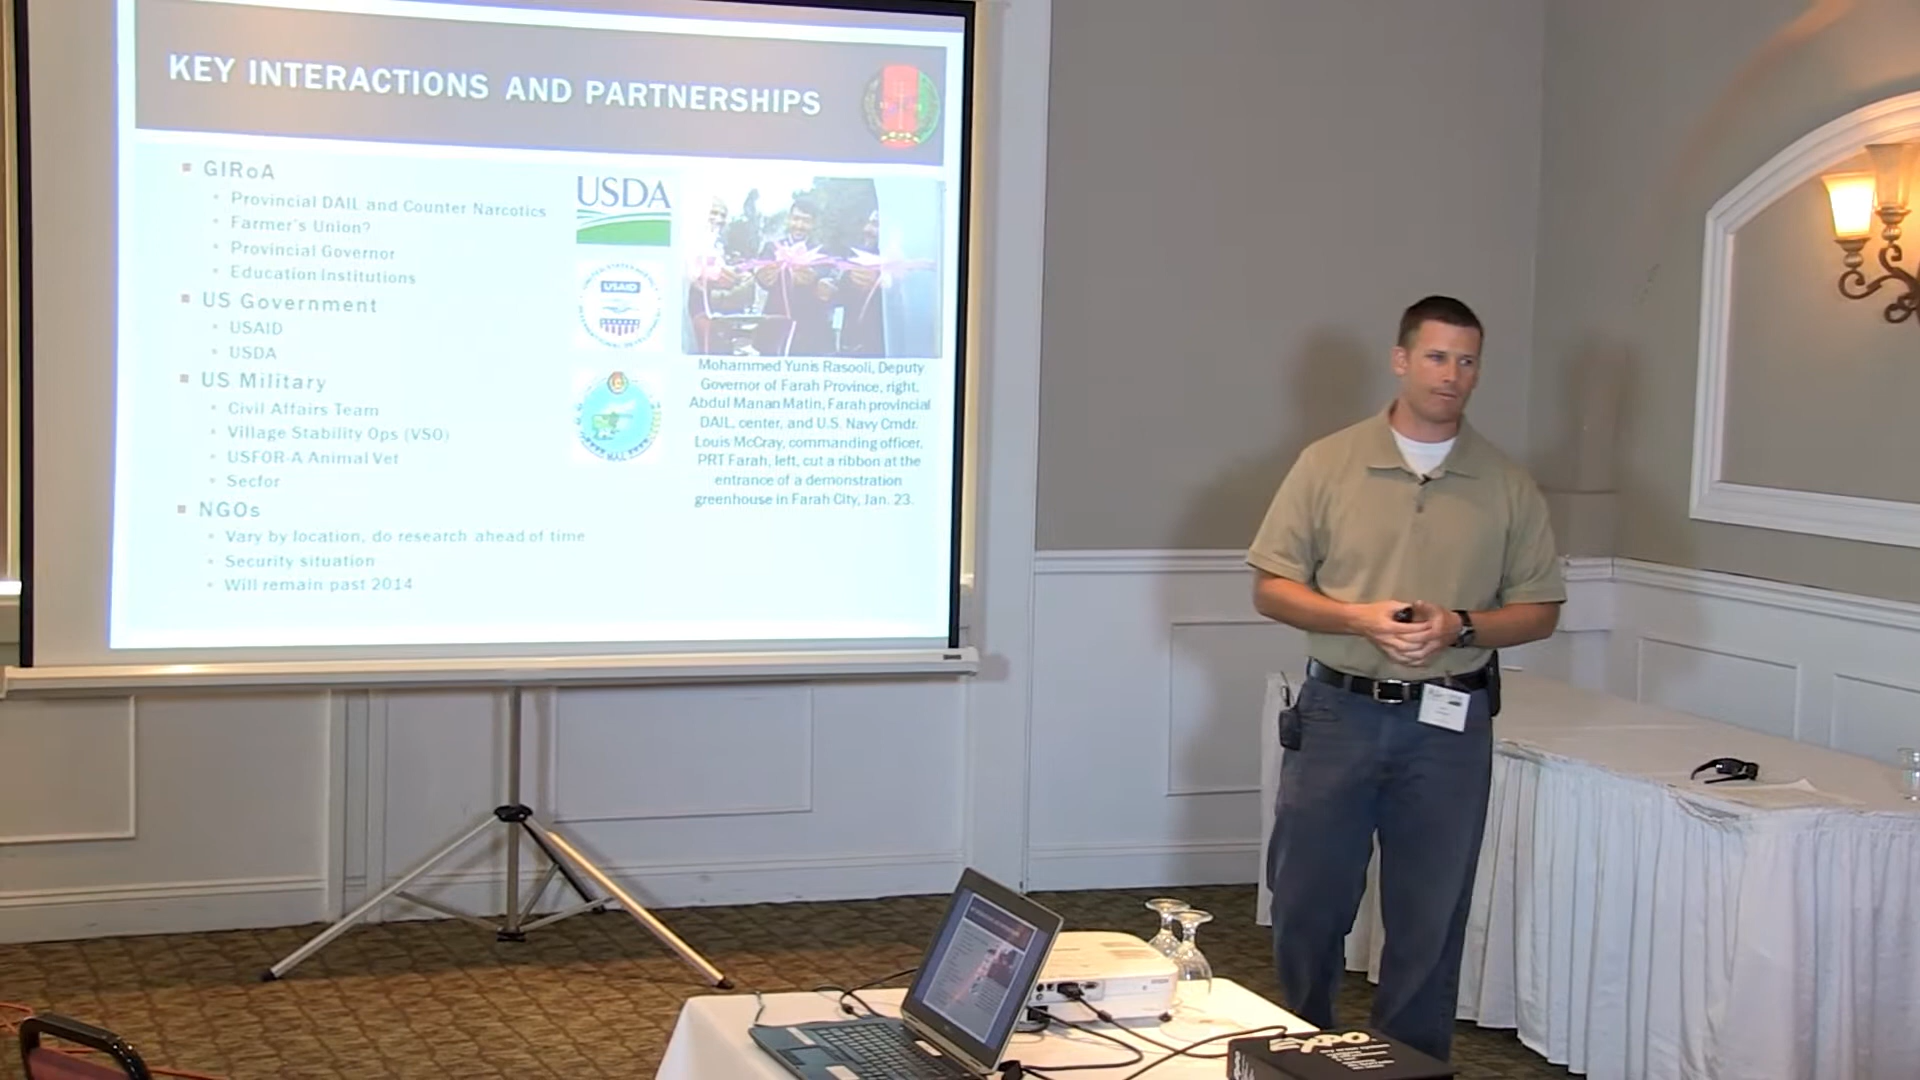 KEY INTERACTIONS AND PARTNERSHIPS
GIRoA
Provincial DAIL and Counter Narcotics
Farmer's Union?
Provincial Governor
Education Institutions
US Government
USAID
USDA
US Military
Civil Affairs Team
Village Stability Ops (VSO)
USFOR-A Animal Vet
Secfor
NGOs
Vary by location, do research ahead of time
Security situation
Will remain past 2014
USDA
USAID
Mohammed Yunis Rasooli, Deputy
Governor of Farah Province, right,
Abdul Manan Matin, Farah provincial
DAIL, center, and U.S. Navy Cmdr.
Louis McCray, commanding officer,
PRT Farah, left, cut a ribbon at the
entrance of a demonstration
greenhouse in Farah City, Jan. 23.
EXPO